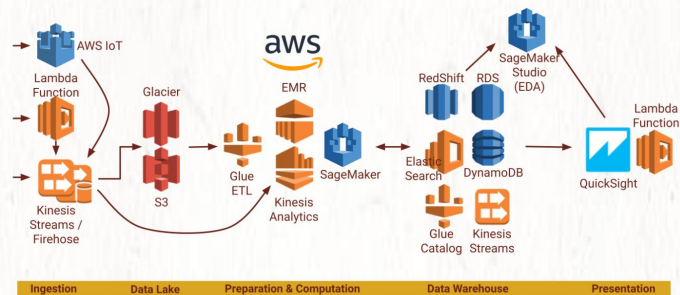 AWS IoT
Lambda
Function
Kinesis
Streams /
Firehose
Glacier
S3
aws
EMR
Glue
ETL
Kinesis
Analytics
SageMaker
RedShift
RDS
Elastic
Search
DynamoDB
Glue
Catalog
Kinesis
Streams
SageMaker
Studio
(EDA)
QuickSight
Lambda
Function
Ingestion
Data Lake
Preparation & Computation
Data Warehouse
Presentation